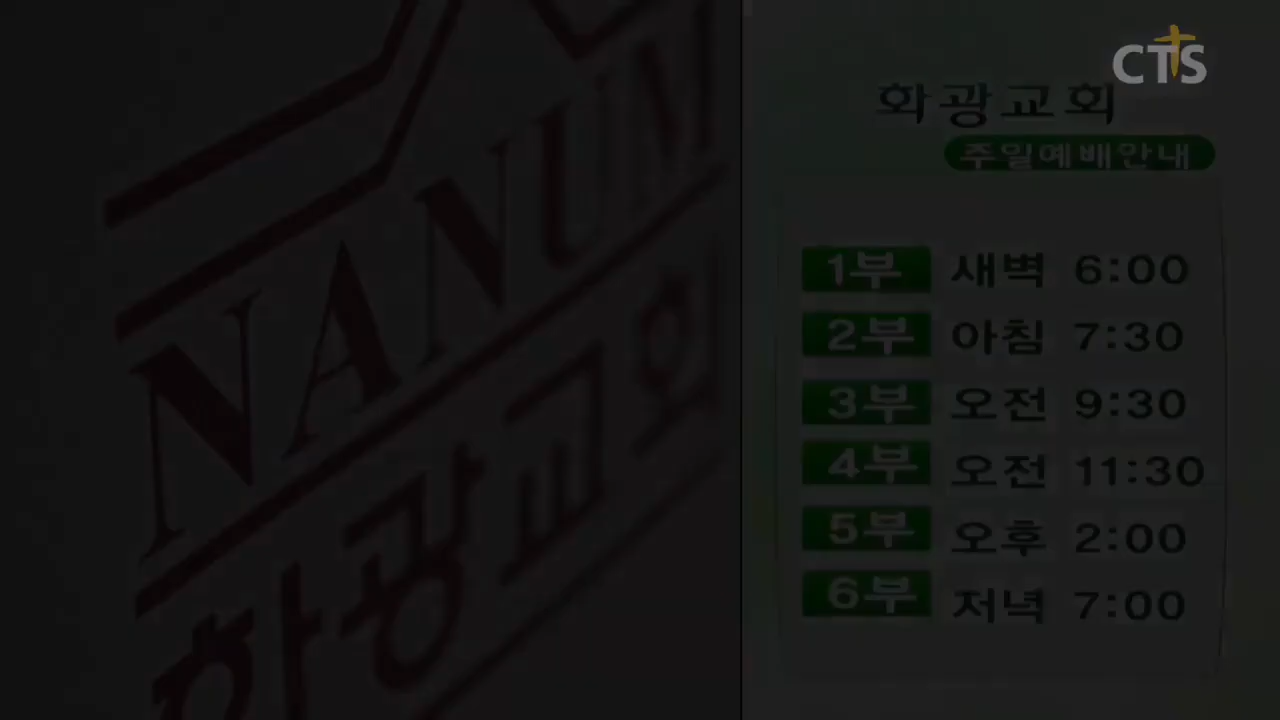 NANUM
화광교회
CTS
화광교회
주일예배안내
1부 새벽 6:00
2부 아침 7:30
3부 오전 9:30
4부 오전 11:30
5부 오후 2:00
6부 저녁 7:00